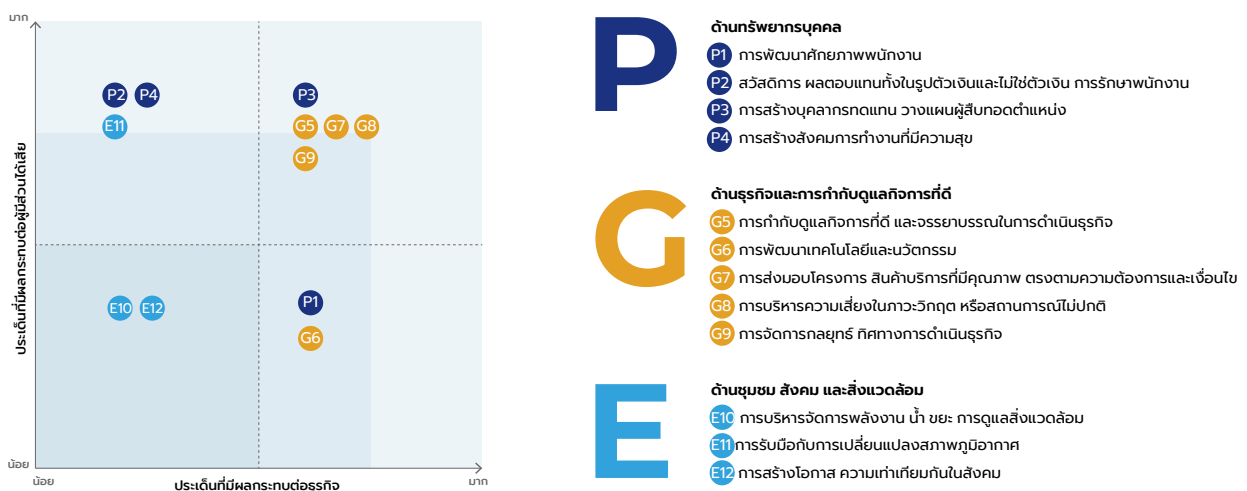 มาก
P2 P4 P3
E11 G5 G7 G8
G9
E10 E12 P1
G6
ประเด็นที่มีผลกระทบต่อผู้มีส่วนได้เสีย
น้อย
น้อย ประเด็นที่มีผลกระทบต่อธุรกิจ มาก
P
ด้านทรัพยากรบุคคล
P1 การพัฒนาศักยภาพพนักงาน
P2 สวัสดิการ ผลตอบแทนทั้งในรูปตัวเงินและไม่ใช่ตัวเงิน การรักษาพนักงาน
P3 การสร้างบุคลากรทดแทน วางแผนผู้สืบทอดตำแหน่ง
P4 การสร้างสังคมการทำงานที่มีความสุข
G
ด้านธุรกิจและการกำกับดูแลกิจการที่ดี
G5 การกำกับดูแลกิจการที่ดี และจรรยาบรรณในการดำเนินธุรกิจ
G6 การพัฒนาเทคโนโลยีและนวัตกรรม
G7 การส่งมอบโครงการ สินค้าบริการที่มีคุณภาพ ตรงตามความต้องการและเงื่อนไข
G8 การบริหารความเสี่ยงในภาวะวิกฤต หรือสถานการณ์ไม่ปกติ
G9 การจัดการกลยุทธ์ ทิศทางการดำเนินธุรกิจ
E
ด้านชุมชม สังคม และสิ่งแวดล้อม
E10 การบริหารจัดการพลังงาน น้ำ ขยะ การดูแลสิ่งแวดล้อม
E11 การรับมือกับการเปลี่ยนแปลงสภาพภูมิอากาศ
E12 การสร้างโอกาส ความเท่าเทียมกันในสังคม